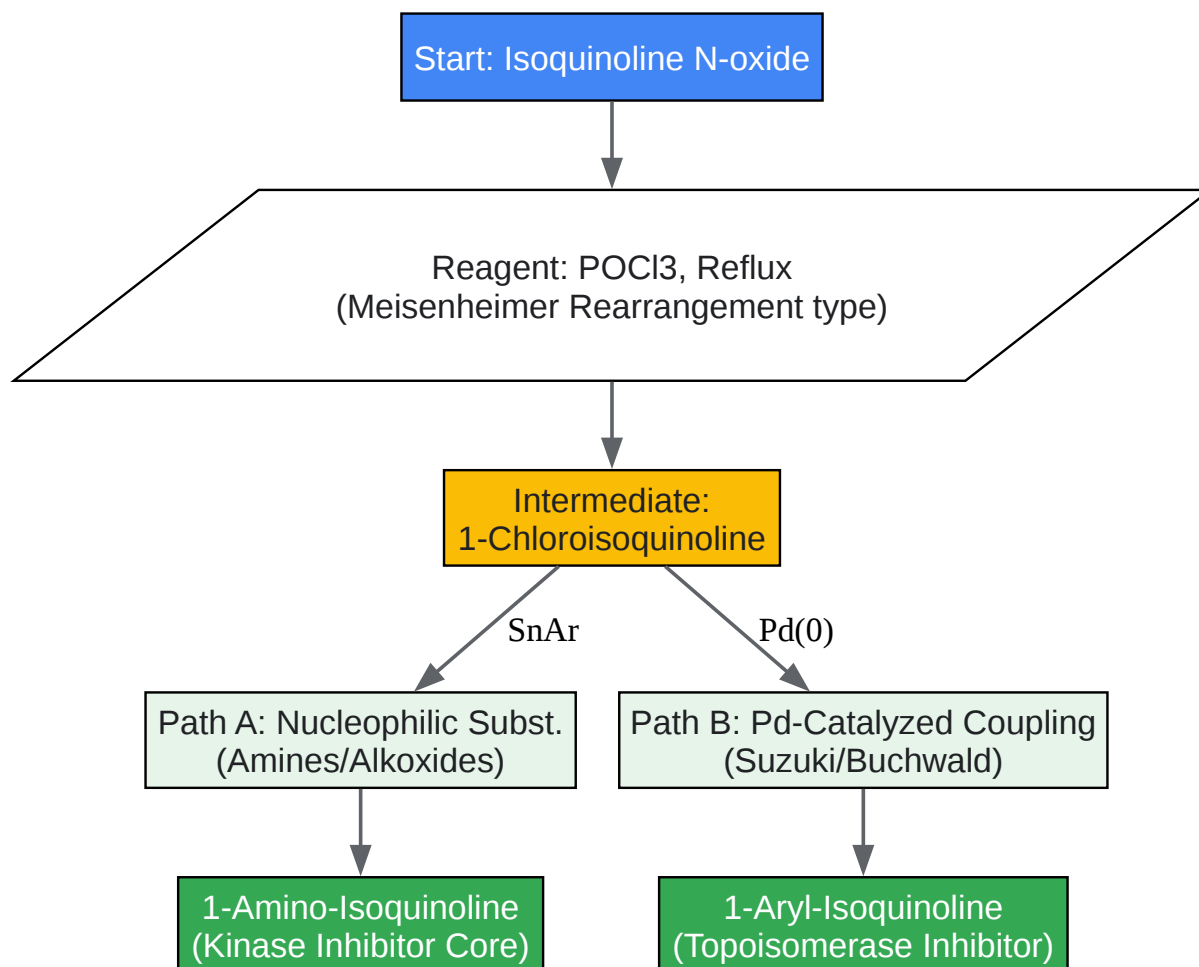 Start: Isoquinoline N-oxide
Reagent: POCl3, Reflux
(Meisenheimer Rearrangement type)
Intermediate:
1-Chloroisoquinoline
SnAr
Pd(0)
Path A: Nucleophilic Subst.
(Amines/Alkoxides)
Path B: Pd-Catalyzed Coupling
(Suzuki/Buchwald)
1-Amino-Isoquinoline
(Kinase Inhibitor Core)
1-Aryl-Isoquinoline
(Topoisomerase Inhibitor)